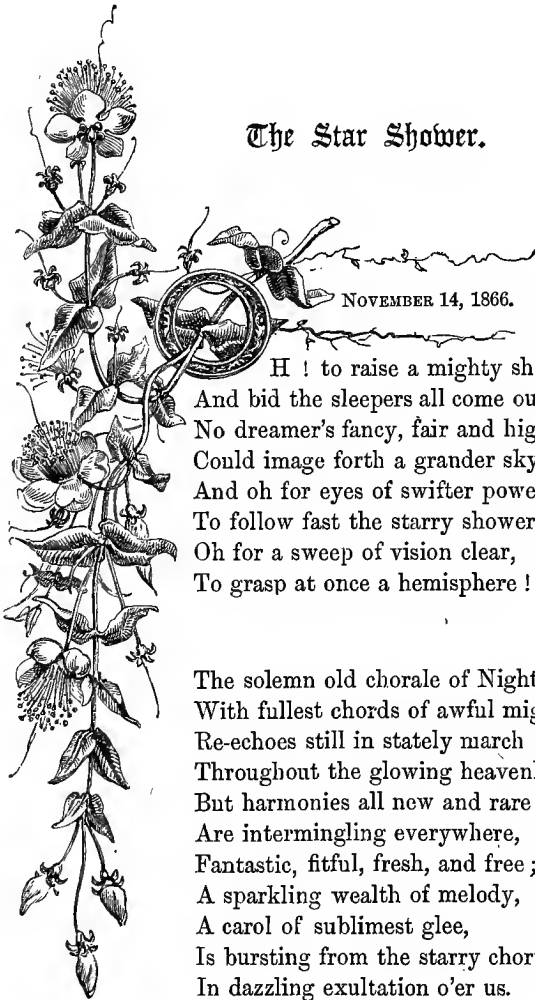 The Star Shower.
NOVEMBER 14, 1866.
OH ! to raise a mighty sh
And bid the sleepers all come ou
No dreamer's fancy, fair and hig
Could image forth a grander sky
And oh for eyes of swifter powe
To follow fast the starry shower
Oh for a sweep of vision clear,
To grasp at once a hemisphere !
The solemn old chorale of Night
With fullest chords of awful mig
Re-echoes still in stately march
Throughout the glowing heavenl
But harmonies all new and rare
Are intermingling everywhere,
Fantastic, fitful, fresh, and free ;
A sparkling wealth of melody,
A carol of sublimest glee,
Is bursting from the starry chor
In dazzling exultation o'er us.